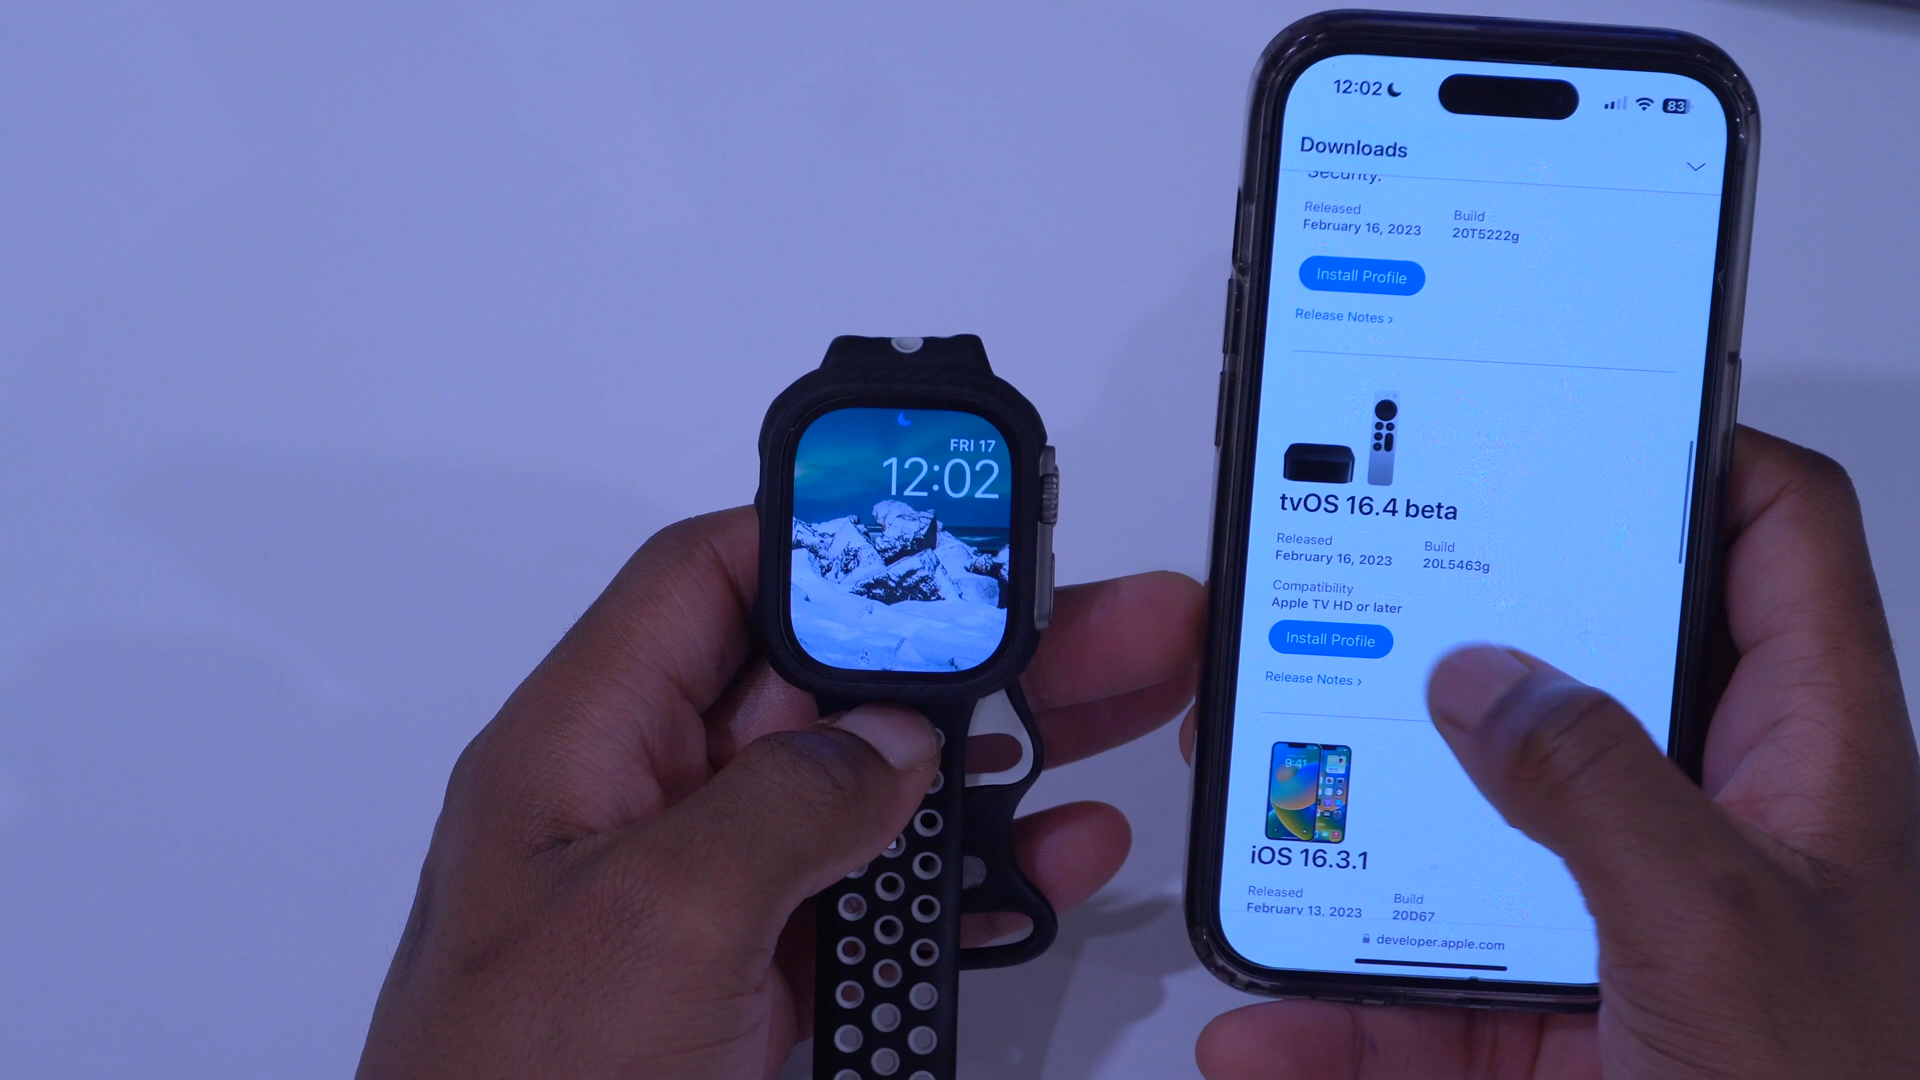 FRI 17
12:02
12:02
83
Downloads
Security.
Released
Build
February 16, 2023
20T5222g
Install Profile
Release Notes >
tvOS 16.4 beta
Released
Build
February 16, 2023
20L5463g
Compatibility
Apple TV HD or later
Install Profile
Release Notes >
9:41
iOS 16.3.1
Released
Build
February 13, 2023
20D67
developer.apple.com